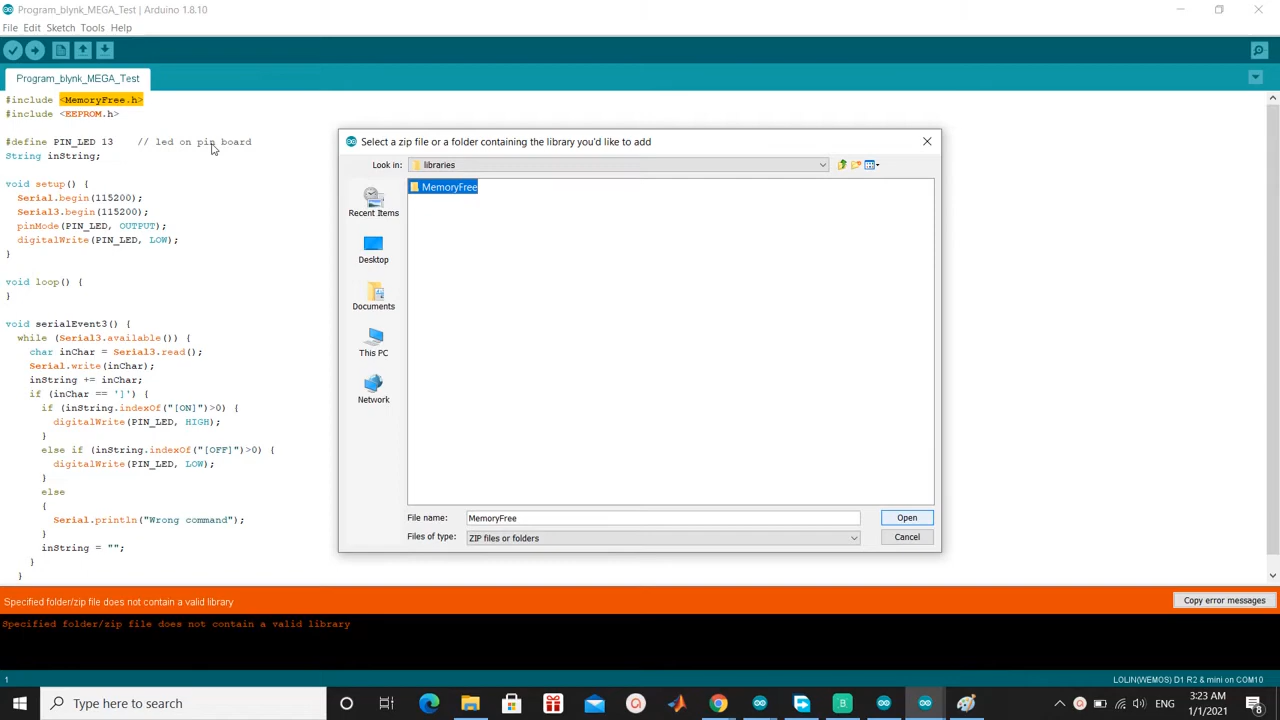 Program_blynk_MEGA_Test | Arduino 1.8.10
File Edit Sketch Tools Help
Program_blynk_MEGA_Test
#include <MemoryFree.h>
#include <EEPROM.h>
#define PIN_LED 13 // led on pin board
String inString;
void setup() {
Serial.begin(115200);
Serial3.begin(115200);
pinMode(PIN_LED, OUTPUT);
digitalWrite(PIN_LED, LOW);
}
void loop() {
}
void serialEvent3() {
while (Serial3.available()) {
char inChar = Serial3.read();
Serial.write(inChar);
inString += inChar;
if (inChar == ']') {
if (inString.indexOf("[ON]")>0) {
digitalWrite(PIN_LED, HIGH);
}
else if (inString.indexOf("[OFF]")>0) {
digitalWrite(PIN_LED, LOW);
}
else
{
Serial.println("Wrong command");
}
inString = "";
}
}
Select a zip file or a folder containing the library you'd like to add
Look in: libraries
MemoryFree
Recent Items
Desktop
Documents
This PC
Network
File name: MemoryFree Open
Files of type: ZIP files or folders Cancel
Specified folder/zip file does not contain a valid library Copy error messages
Specified folder/zip file does not contain a valid library
1 LOLIN(WEMOS) D1 R2 & mini on COM10
Type here to search
ENG
3:23 AM
1/1/2021
8